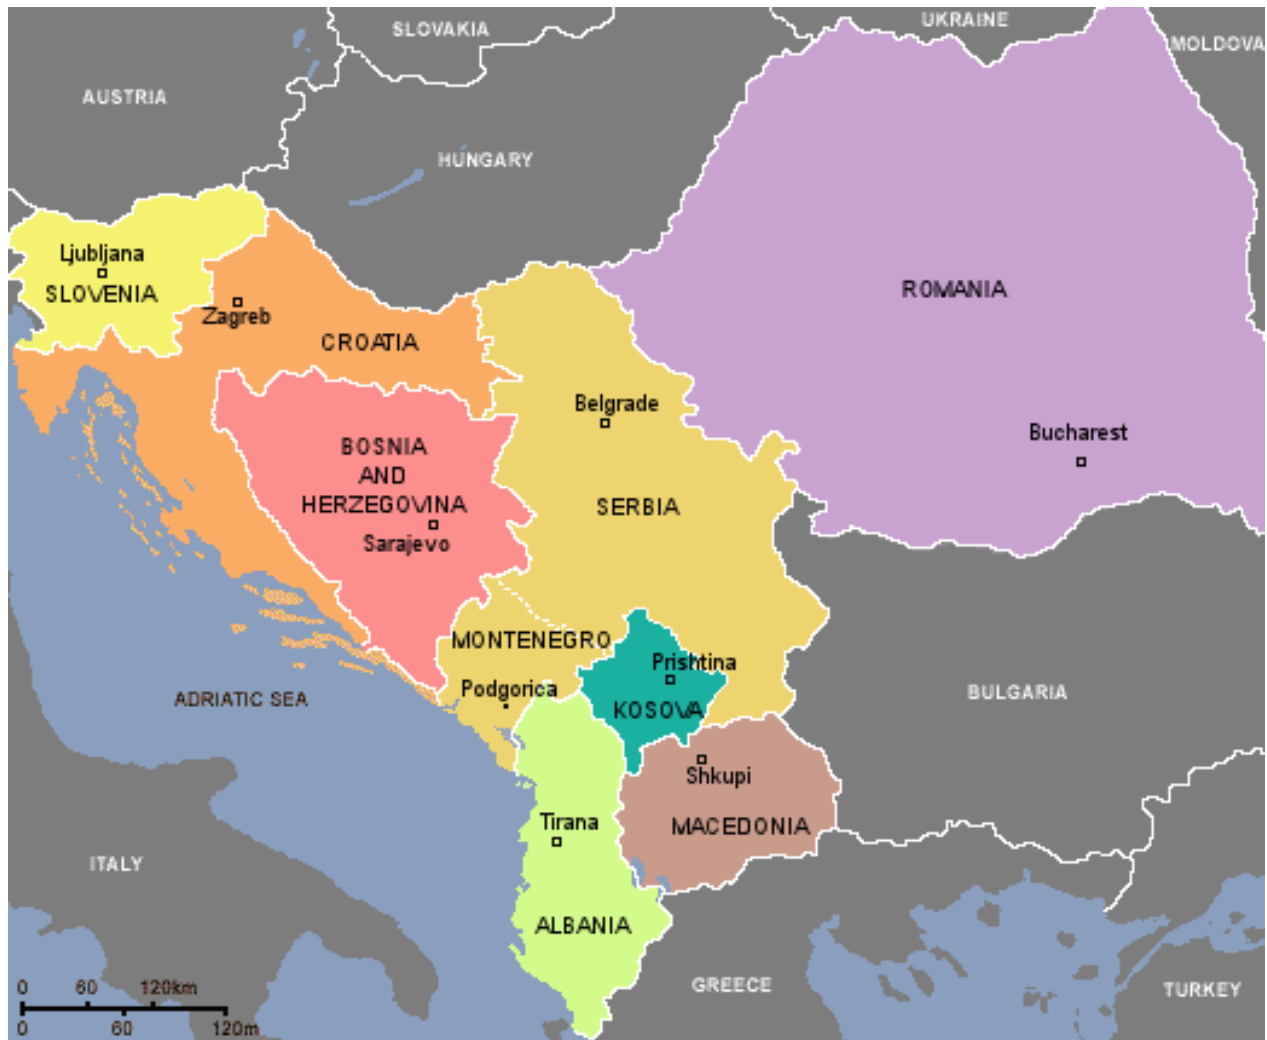 SLOVAKIA
UKRAINE
MOLDOVA
AUSTRIA
HUNGARY
Ljubljana
SLOVENIA
Zagreb
CROATIA
ROMANIA
Belgrade
Bucharest
BOSNIA
AND
HERZEGOVINA
Sarajevo
SERBIA
MONTENEGRO
Podgorica
Prishtina
KOSOVA
ADRIATIC SEA
BULGARIA
Shkupi
MACEDONIA
Tirana
ITALY
ALBANIA
GREECE
TURKEY
0 60 120km
0 60 120m